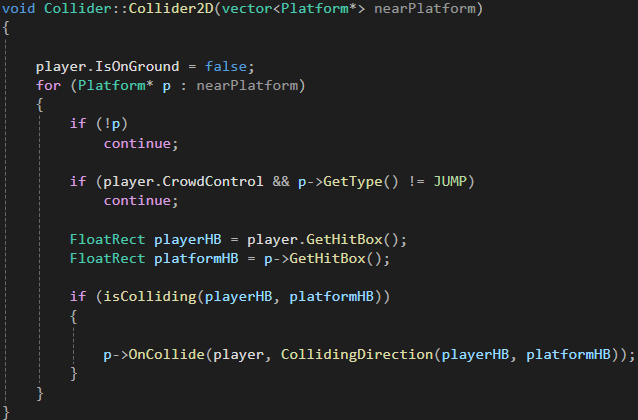 void Collider::Collider2D(vector<Platform*> nearPlatform)
{
player.IsOnGround = false;
for (Platform* p : nearPlatform)
{
if (!p)
continue;
if (player.CrowdControl && p->GetType() != JUMP)
continue;
FloatRect playerHB = player.GetHitBox();
FloatRect platformHB = p->GetHitBox();
if (isColliding(playerHB, platformHB))
{
p->OnCollide(player, CollidingDirection(playerHB, platformHB));
}
}
}